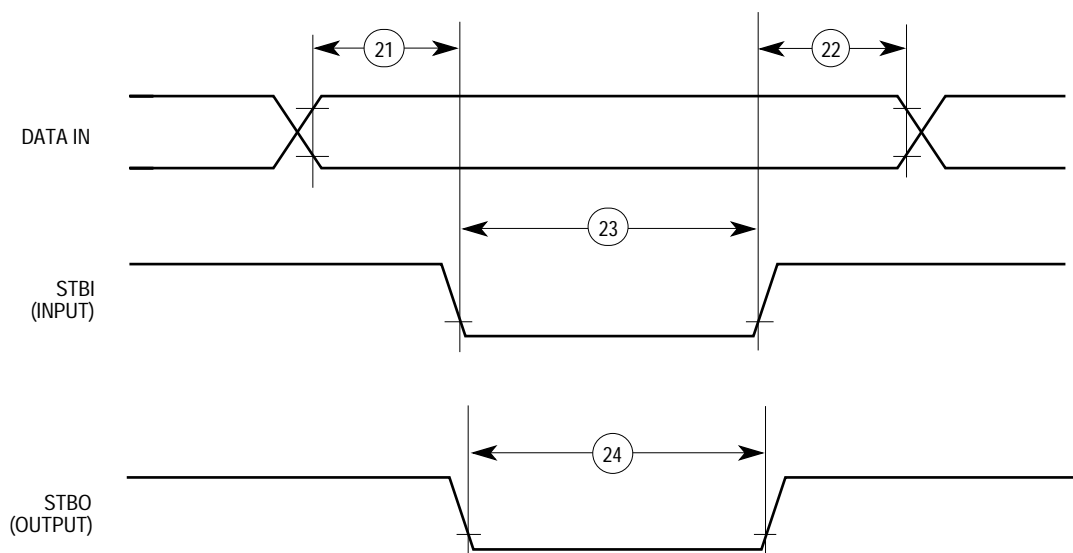 21
22
DATA IN
23
STBI
(INPUT)
24
STBO
(OUTPUT)